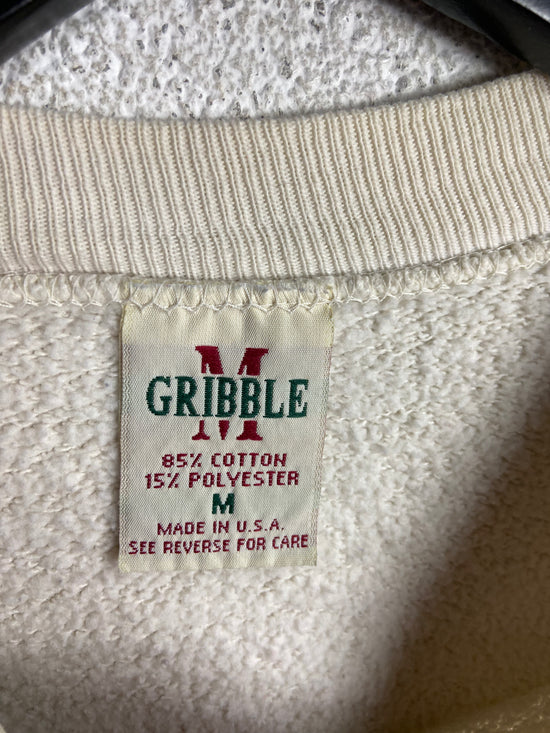 M
GRIBBLE
85% COTTON
15% POLYESTER
M
MADE IN U.S.A.
SEE REVERSE FOR CARE